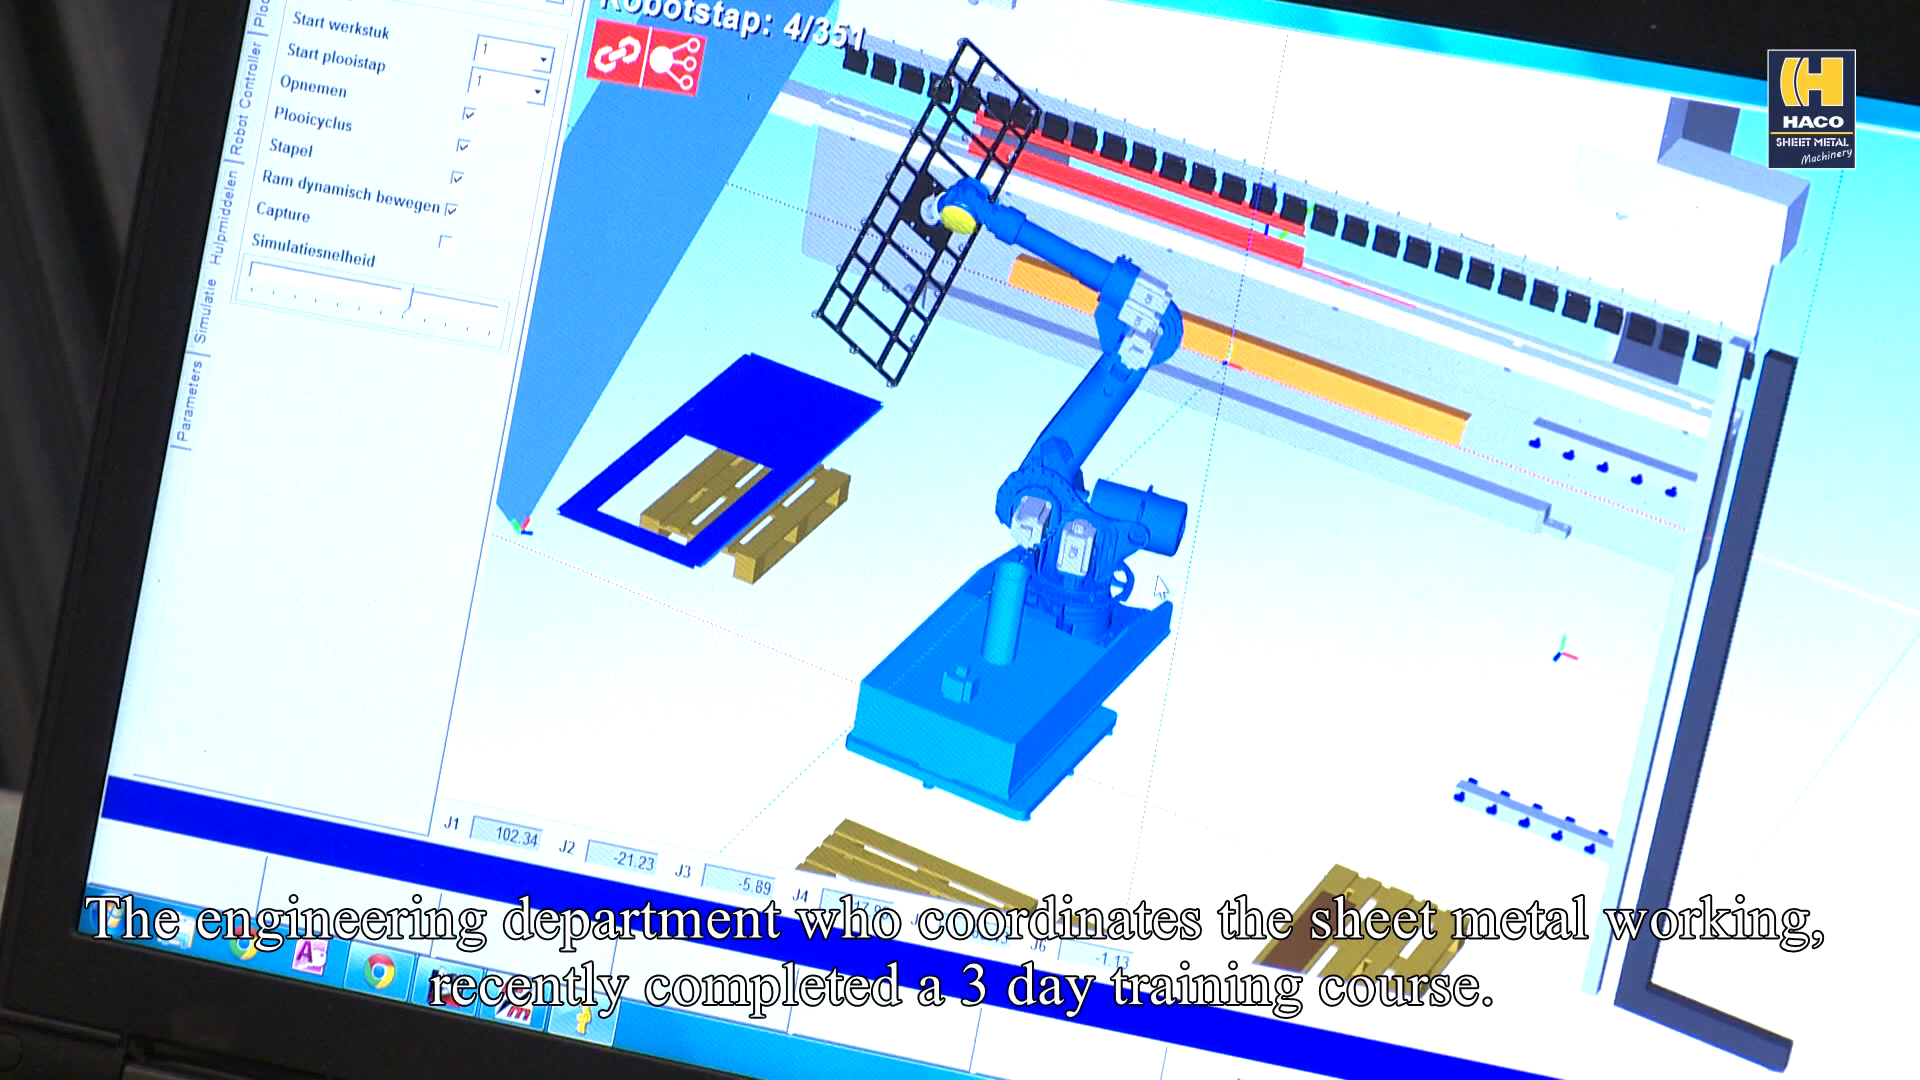 Robotstap: 4/351
Start werkstuk
1
Start plooistap
1
Opnemen
Plooicyclus
Stapel
Ram dynamisch bewegen
Capture
Simulatiesnelheid
Robot Controller
Hulpmiddelen
Simulatie
Parameters
HACO
SHEET METAL
Machinery
J1 102.34 J2 -21.23 J3 -5.89 J4
J6 -1.13
The engineering department who coordinates the sheet metal working,
recently completed a 3 day training course.